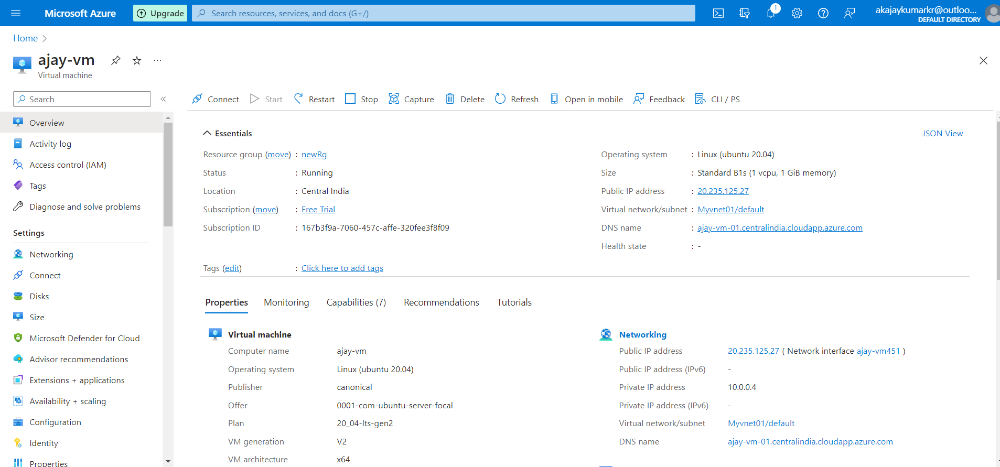 Microsoft Azure
Upgrade
Search resources, services, and docs (G+/)
1
akajaykumarkr@outloo...
DEFAULT DIRECTORY
Home
ajay-vm
Virtual machine
Search
Connect Start Restart Stop Capture Delete Refresh Open in mobile Feedback CLI / PS
Overview
Activity log
Access control (IAM)
Tags
Diagnose and solve problems
Settings
Networking
Connect
Disks
Size
Microsoft Defender for Cloud
Advisor recommendations
Extensions + applications
Availability + scaling
Configuration
Identity
Properties
Essentials
JSON View
Resource group (move) : newRg
Status : Running
Location : Central India
Subscription (move) : Free Trial
Subscription ID : 167b3f9a-7060-457c-affe-320fee3f8f09
Operating system : Linux (ubuntu 20.04)
Size : Standard B1s (1 vcpu, 1 GiB memory)
Public IP address : 20.235.125.27
Virtual network/subnet : Myvnet01/default
DNS name : ajay-vm-01.centralindia.cloudapp.azure.com
Health state : -
Tags (edit) : Click here to add tags
Properties Monitoring Capabilities (7) Recommendations Tutorials
Virtual machine
Computer name ajay-vm
Operating system Linux (ubuntu 20.04)
Publisher canonical
Offer 0001-com-ubuntu-server-focal
Plan 20_04-lts-gen2
VM generation V2
VM architecture x64
Networking
Public IP address 20.235.125.27 ( Network interface ajay-vm451 )
Public IP address (IPv6) -
Private IP address 10.0.0.4
Private IP address (IPv6) -
Virtual network/subnet Myvnet01/default
DNS name ajay-vm-01.centralindia.cloudapp.azure.com